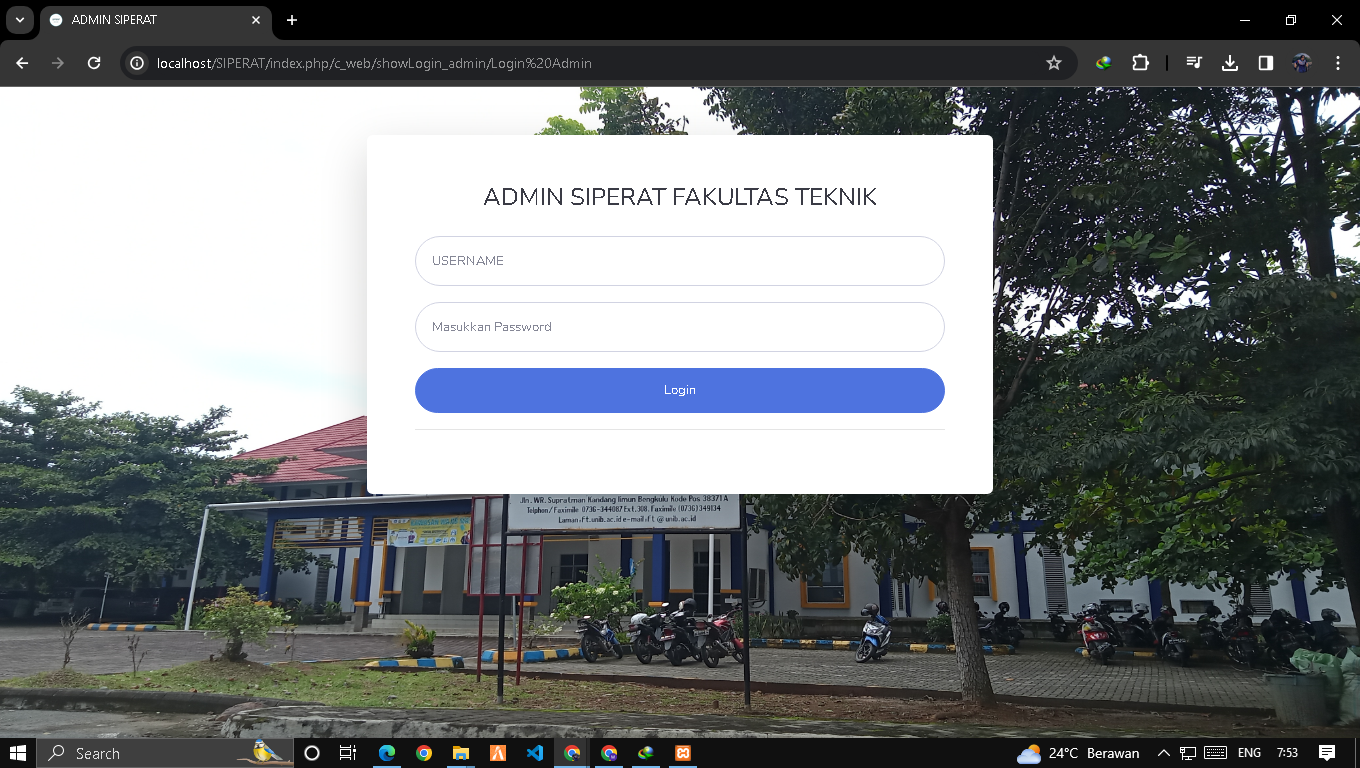 ADMIN SIPERAT
localhost/SIPERAT/index.php/c_web/showLogin_admin/Login%20Admin
ADMIN SIPERAT FAKULTAS TEKNIK
USERNAME
Masukkan Password
Login
Jln. WR. Supratman Kandang limun Bengkulu Kode Pos 38371 A
Telphon / Faximile 0736-344087 Ext.308. Faximile (0736) 349134
Laman.ft.unib.ac.id e-mail.ft @ unib.ac.id
Search
24°C Berawan
ENG
7:53